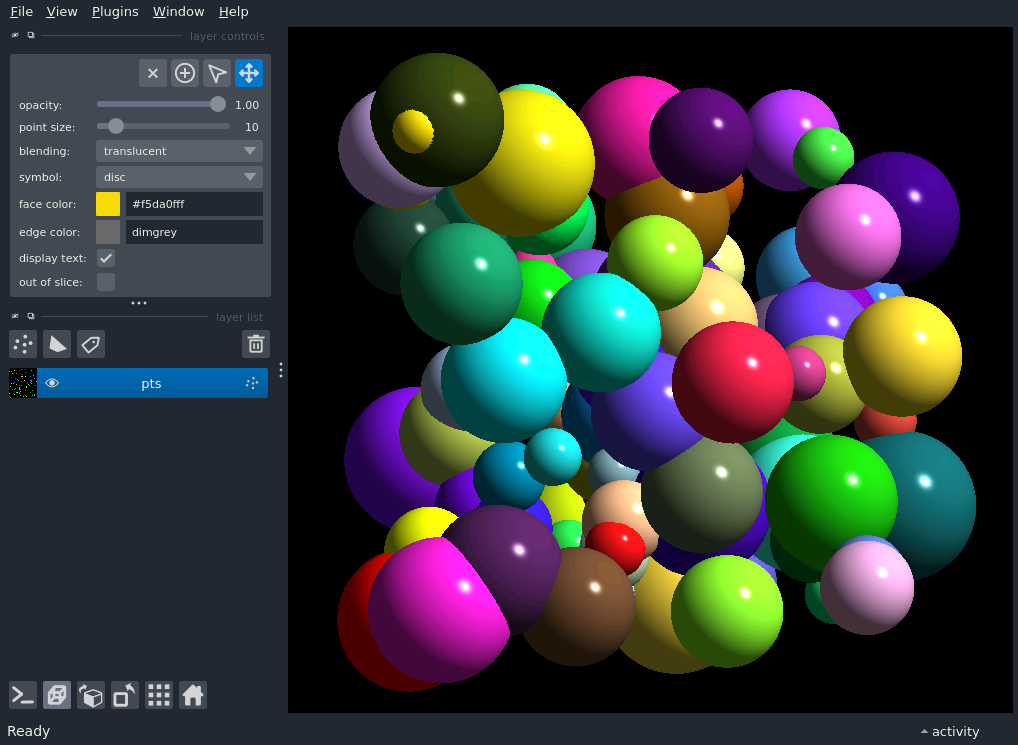 File View Plugins Window Help
layer controls
opacity: 1.00
point size: 10
blending: translucent
symbol: disc
face color: #f5da0fff
edge color: dimgrey
display text:
out of slice:
layer list
pts
Ready
activity